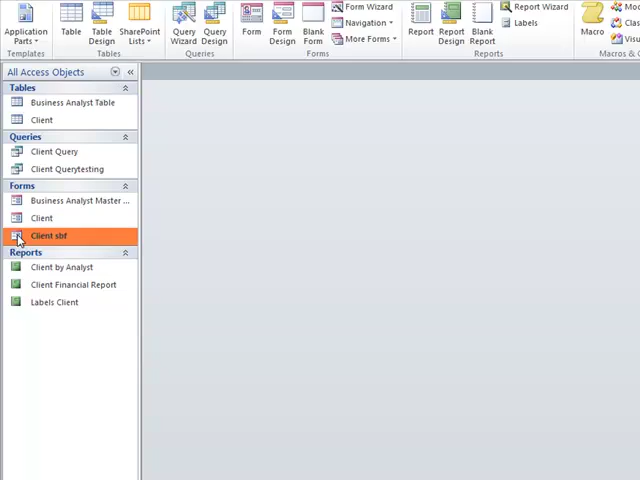 Application Parts
Table
Table Design
SharePoint Lists
Query Wizard
Query Design
Form
Form Design
Blank Form
Form Wizard
Navigation
More Forms
Report
Report Design
Blank Report
Report Wizard
Labels
Macro
Templates
Tables
Queries
Forms
Reports
Macros &
All Access Objects
Tables
Business Analyst Table
Client
Queries
Client Query
Client Querytesting
Forms
Business Analyst Master ...
Client
Client sbf
Reports
Client by Analyst
Client Financial Report
Labels Client